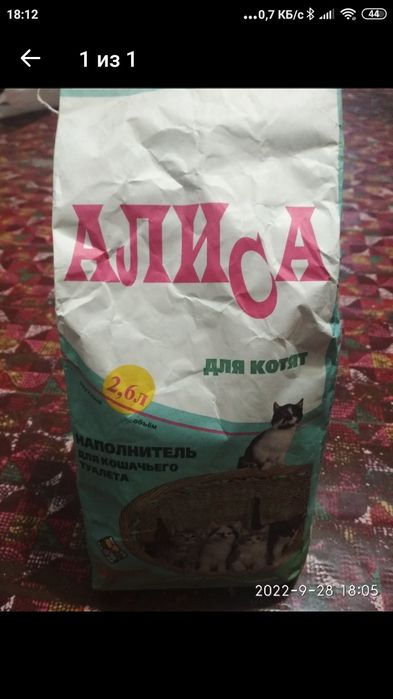 18:12
...0,7 КБ/с
44
1 из 1
АЛИСА
ДЛЯ КОТЯТ
2,6л
объём
НАПОЛНИТЕЛЬ
ДЛЯ КОШАЧЬЕГО
ТУАЛЕТА
2022-9-28 18:05